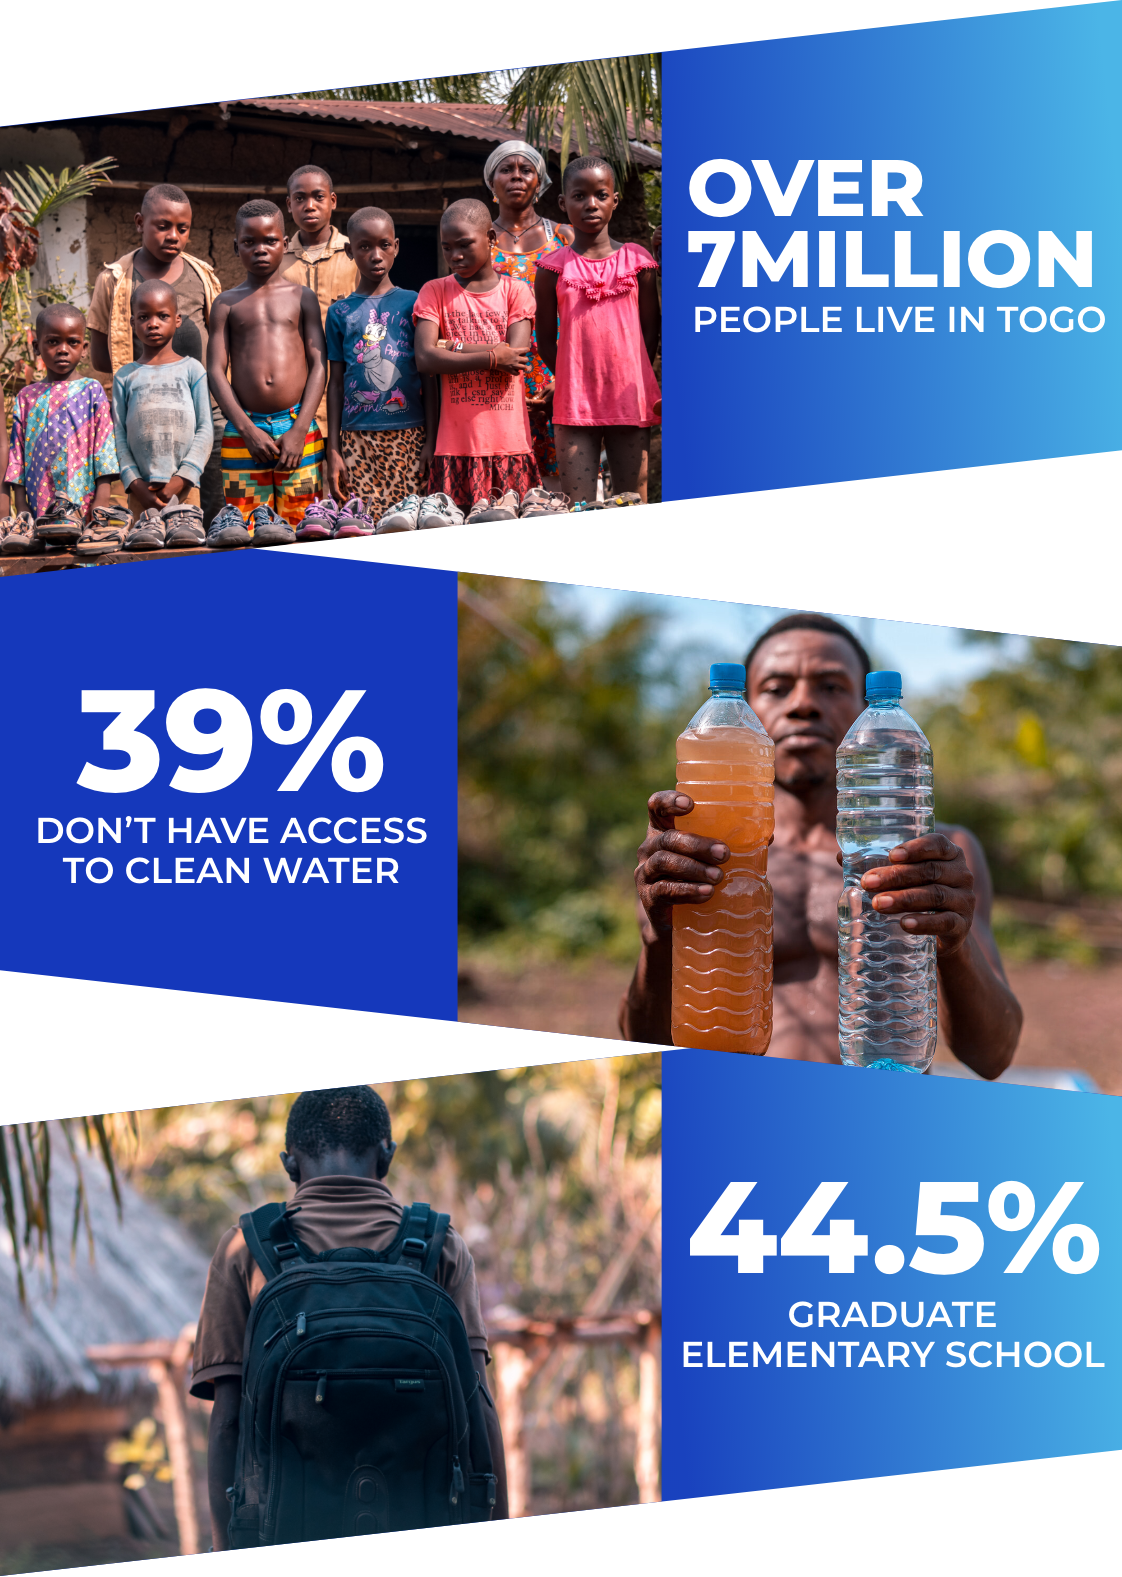 OVER
7MILLION
PEOPLE LIVE IN TOGO
39%
DON'T HAVE ACCESS
TO CLEAN WATER
44.5%
GRADUATE
ELEMENTARY SCHOOL